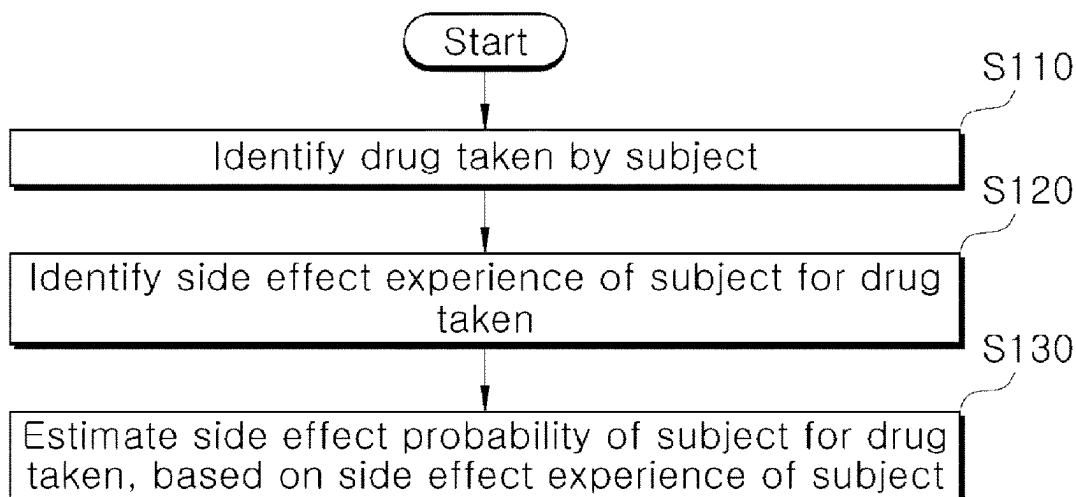 Start
S110
Identify drug taken by subject
S120
Identify side effect experience of subject for drug
taken
S130
Estimate side effect probability of subject for drug
taken, based on side effect experience of subject